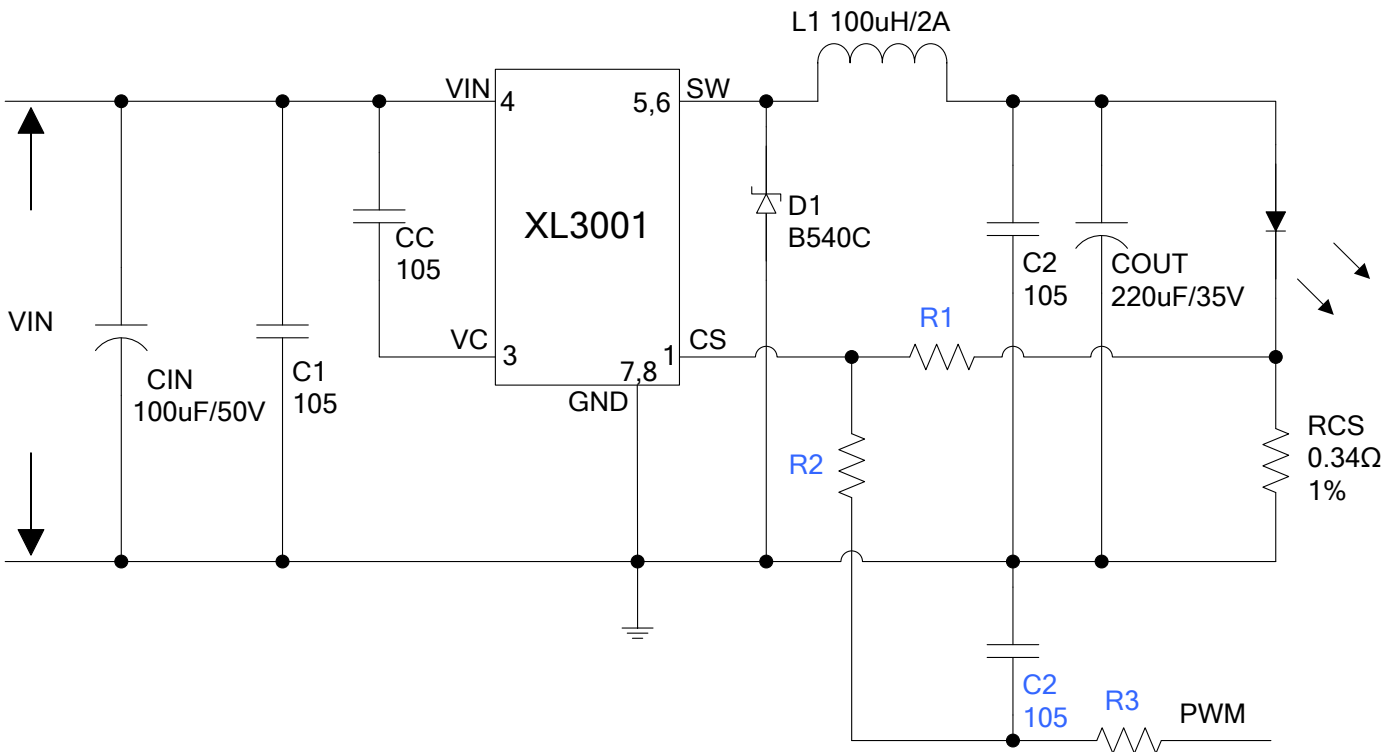 L1 100uH/2A
VIN
4
5,6
SW
XL3001
CC
105
D1
B540C
C2
105
COUT
220uF/35V
VIN
VC
3
1
CS
R1
7,8
GND
CIN
100uF/50V
C1
105
R2
RCS
0.34Ω
1%
C2
105
R3
PWM